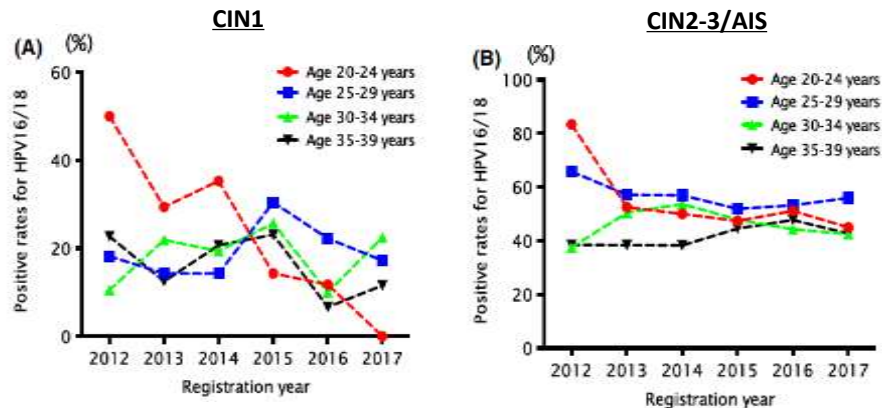 CIN1
(A) (%)
Age 20-24 years
Age 25-29 years
Age 30-34 years
Age 35-39 years
Positive rates for HPV16/18
60
40
20
0
2012 2013 2014 2015 2016 2017
Registration year
CIN2-3/AIS
(B) (%)
Age 20-24 years
Age 25-29 years
Age 30-34 years
Age 35-39 years
Positive rates for HPV16/18
100
80
60
40
20
0
2012 2013 2014 2015 2016 2017
Registration year